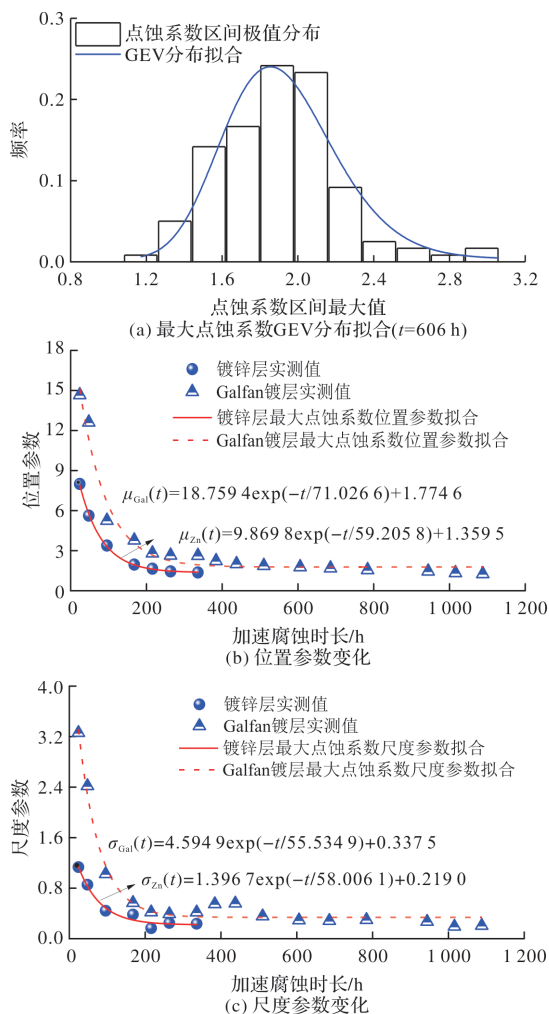 0.3
点蚀系数区间极值分布
GEV分布拟合
0.2
频率
0.1
0.0
0.8 1.2 1.6 2.0 2.4 2.8 3.2
点蚀系数区间最大值
(a) 最大点蚀系数GEV分布拟合(t=606 h)
18
镀锌层实测值
15
Galfan镀层实测值
镀锌层最大点蚀系数位置参数拟合
12
Galfan镀层最大点蚀系数位置参数拟合
位置参数
9
μGal(t)=18.759 4exp(−t/71.026 6)+1.774 6
6
μZn(t)=9.869 8exp(−t/59.205 8)+1.359 5
3
0
0 200 400 600 800 1 000 1 200
加速腐蚀时长/h
(b) 位置参数变化
4.0
镀锌层实测值
Galfan镀层实测值
3.2
镀锌层最大点蚀系数尺度参数拟合
Galfan镀层最大点蚀系数尺度参数拟合
2.4
尺度参数
1.6
σGal(t)=4.594 9exp(−t/55.534 9)+0.337 5
σZn(t)=1.396 7exp(−t/58.006 1)+0.219 0
0.8
0.0
0 200 400 600 800 1 000 1 200
加速腐蚀时长/h
(c) 尺度参数变化